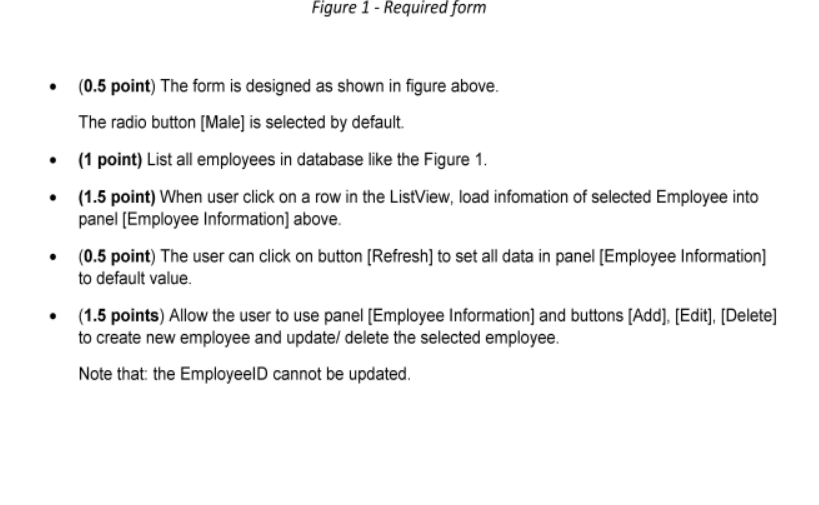 Figure 1 - Required form
• (0.5 point) The form is designed as shown in figure above.
The radio button [Male] is selected by default.
• (1 point) List all employees in database like the Figure 1.
• (1.5 point) When user click on a row in the ListView, load infomation of selected Employee into
panel [Employee Information] above.
• (0.5 point) The user can click on button [Refresh] to set all data in panel [Employee Information]
to default value.
• (1.5 points) Allow the user to use panel [Employee Information] and buttons [Add], [Edit], [Delete]
to create new employee and update/ delete the selected employee.
Note that: the EmployeeID cannot be updated.